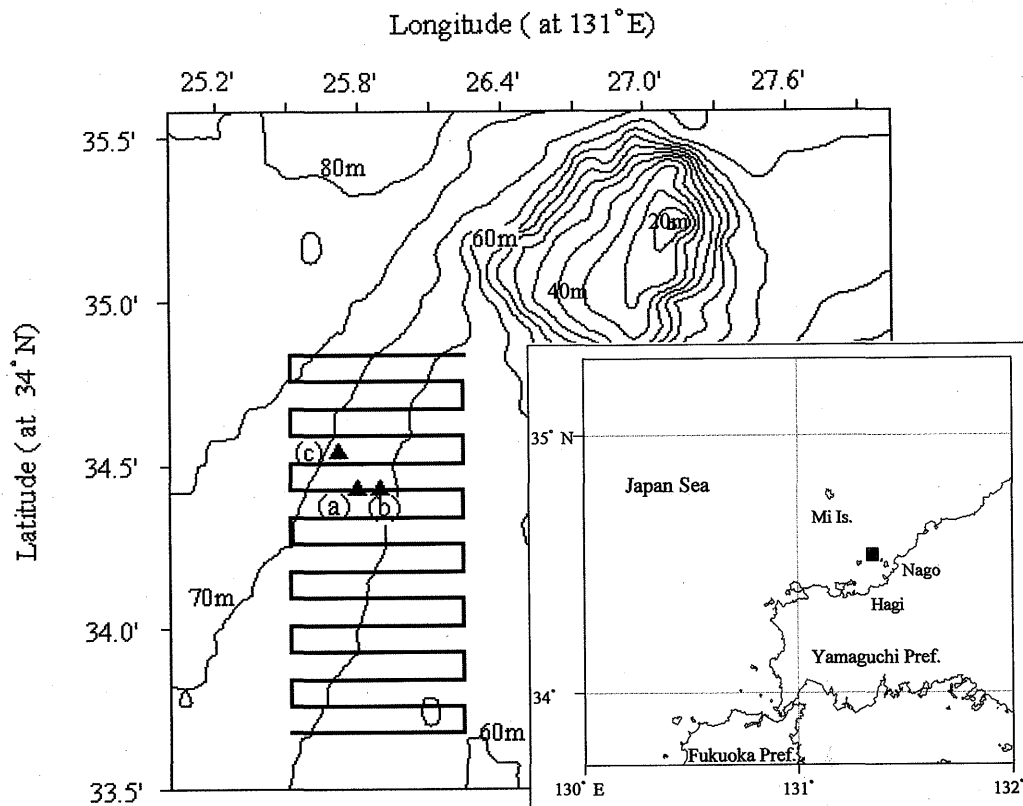 Longitude ( at 131°E)
25.2' 25.8' 26.4' 27.0' 27.6'
Latitude ( at 34°N)
35.5'
35.0'
34.5'
34.0'
33.5'
80m
20m
60m
40m
(c)
(a) (b)
70m
60m
35° N
Japan Sea
Mi Is.
Nago
Hagi
Yamaguchi Pref.
34°
Fukuoka Pref.
130° E 131° 132°